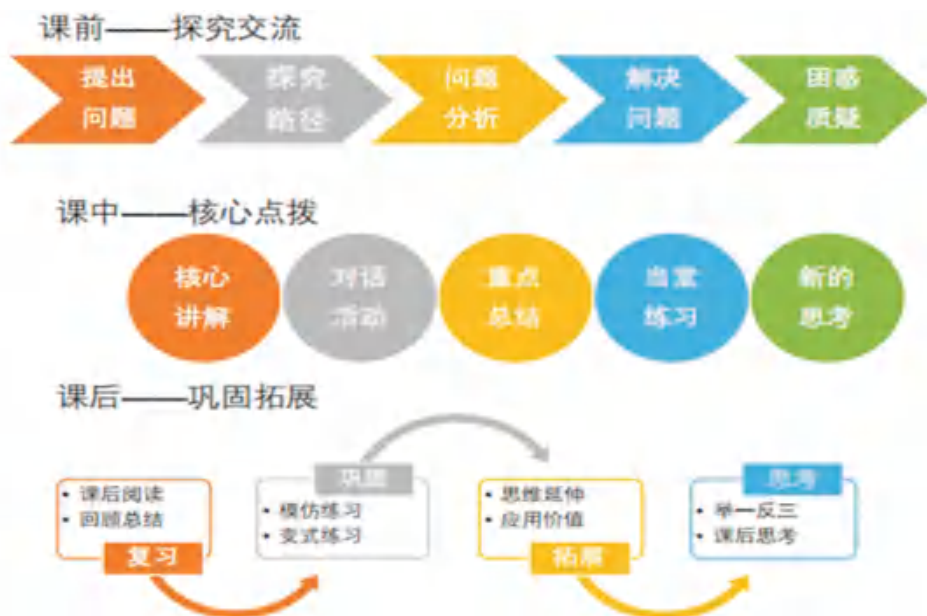 课前——探究交流
提出 探究 问题 解决 困惑
问题 路径 分析 问题 质疑
课中——核心点拨
核心 对话 重点 当堂 新的
讲解 活动 总结 练习 思考
课后——巩固拓展
• 课后阅读
• 回顾总结
复习
巩固
• 模仿练习
• 变式练习
• 思维延伸
• 应用价值
拓展
思考
• 举一反三
• 课后思考